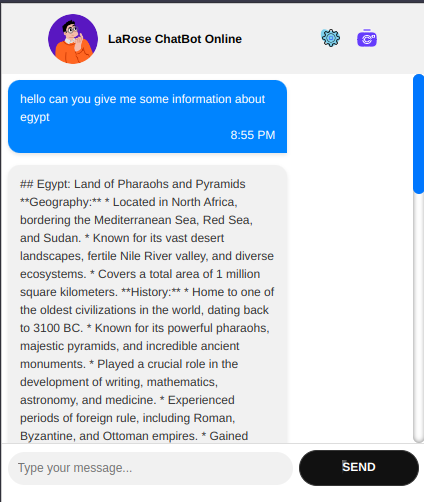 LaRose ChatBot Online
hello can you give me some information about
egypt
8:55 PM
## Egypt: Land of Pharaohs and Pyramids
**Geography:** * Located in North Africa,
bordering the Mediterranean Sea, Red Sea,
and Sudan. * Known for its vast desert
landscapes, fertile Nile River valley, and diverse
ecosystems. * Covers a total area of 1 million
square kilometers. **History:** * Home to one of
the oldest civilizations in the world, dating back
to 3100 BC. * Known for its powerful pharaohs,
majestic pyramids, and incredible ancient
monuments. * Played a crucial role in the
development of writing, mathematics,
astronomy, and medicine. * Experienced
periods of foreign rule, including Roman,
Byzantine, and Ottoman empires. * Gained
Type your message...
SEND